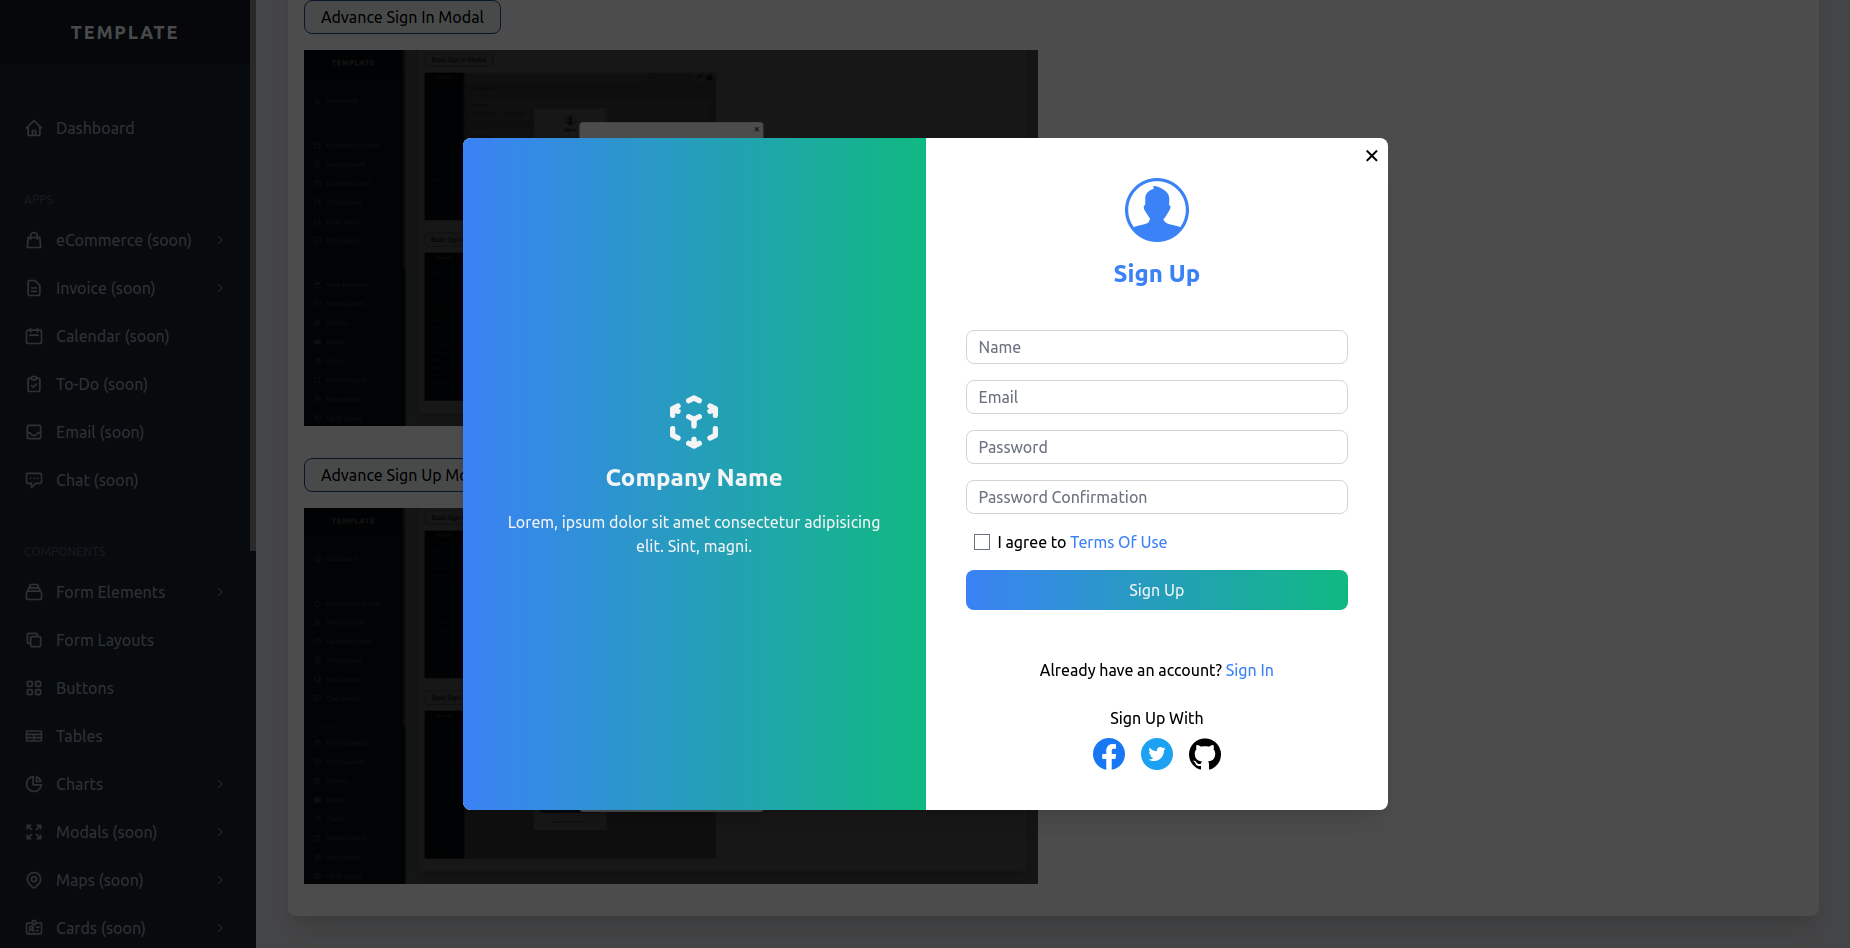 TEMPLATE
Dashboard
APPS
eCommerce (soon)
Invoice (soon)
Calendar (soon)
To-Do (soon)
Email (soon)
Chat (soon)
COMPONENTS
Form Elements
Form Layouts
Buttons
Tables
Charts
Modals (soon)
Maps (soon)
Cards (soon)
Advance Sign In Modal
TEMPLATE
Advance Sign Up Mo
TEMPLATE
Company Name
Lorem, ipsum dolor sit amet consectetur adipisicing
elit. Sint, magni.
Sign Up
Name
Email
Password
Password Confirmation
I agree to Terms Of Use
Sign Up
Already have an account? Sign In
Sign Up With